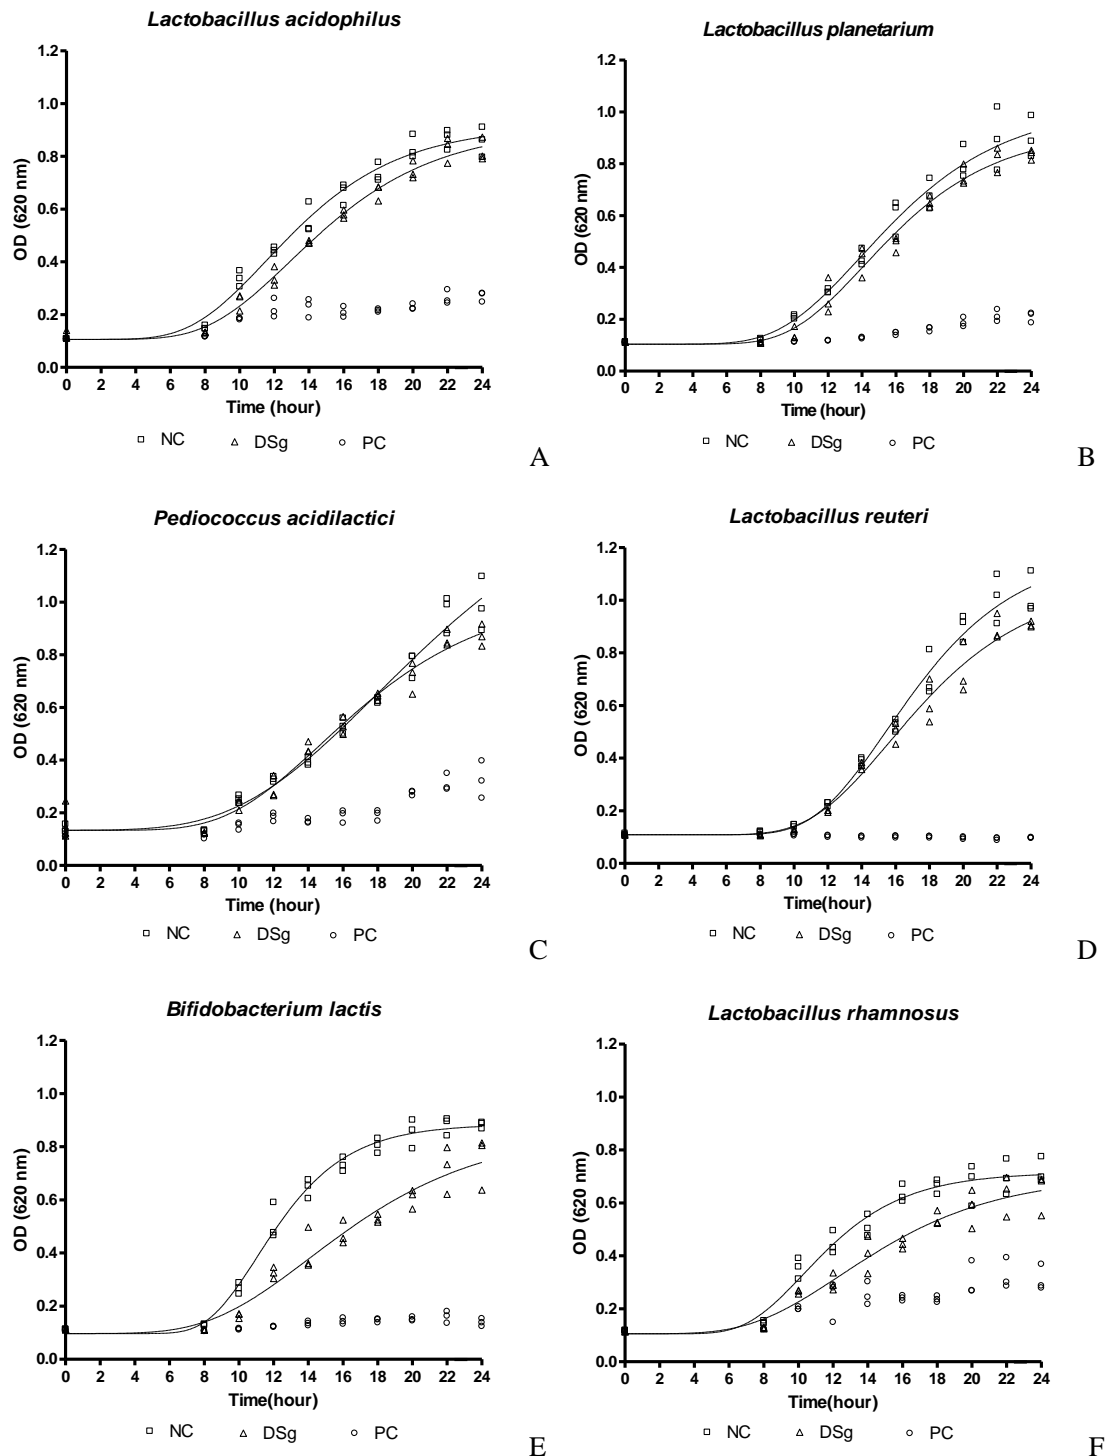 Lactobacillus acidophilus
OD (620 nm)
1.2
1.0
0.8
0.6
0.4
0.2
0.0
0 2 4 6 8 10 12 14 16 18 20 22 24
Time (hour)
NC DSg PC
A
Lactobacillus planetarium
OD (620 nm)
1.2
1.0
0.8
0.6
0.4
0.2
0.0
0 2 4 6 8 10 12 14 16 18 20 22 24
Time (hour)
NC DSg PC
B
Pediococcus acidilactici
OD (620 nm)
1.2
1.0
0.8
0.6
0.4
0.2
0.0
0 2 4 6 8 10 12 14 16 18 20 22 24
Time (hour)
NC DSg PC
C
Lactobacillus reuteri
OD (620 nm)
1.2
1.0
0.8
0.6
0.4
0.2
0.0
0 2 4 6 8 10 12 14 16 18 20 22 24
Time(hour)
NC DSg PC
D
Bifidobacterium lactis
OD (620 nm)
1.2
1.0
0.8
0.6
0.4
0.2
0.0
0 2 4 6 8 10 12 14 16 18 20 22 24
Time(hour)
NC DSg PC
E
Lactobacillus rhamnosus
OD (620 nm)
1.2
1.0
0.8
0.6
0.4
0.2
0.0
0 2 4 6 8 10 12 14 16 18 20 22 24
Time(hour)
NC DSg PC
F